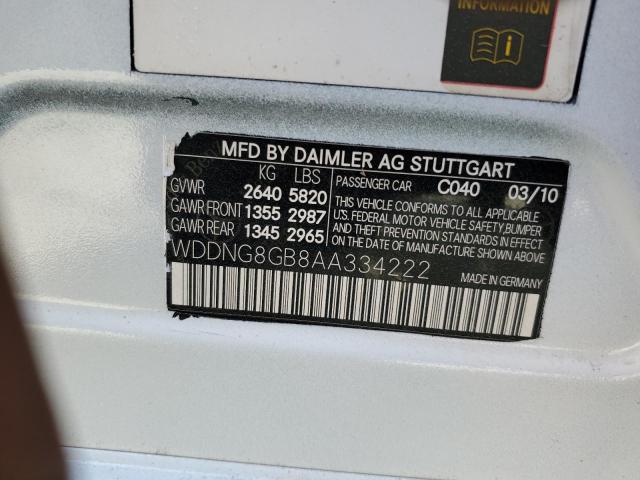 INFORMATION
MFD BY DAIMLER AG STUTTGART
KG LBS
GVWR 2640 5820
GAWR FRONT 1355 2987
GAWR REAR 1345 2965
PASSENGER CAR C040 03/10
THIS VEHICLE CONFORMS TO ALL APPLICABLE
U.S. FEDERAL MOTOR VEHICLE SAFETY,BUMPER
AND THEFT PREVENTION STANDARDS IN EFFECT
ON THE DATE OF MANUFACTURE SHOWN ABOVE
WDDNG8GB8AA334222
MADE IN GERMANY